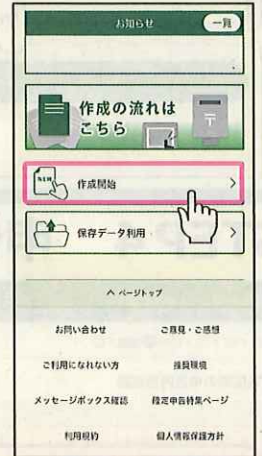 お知らせ
一覧
作成の流れは
こちら
NEW
作成開始
保存データ利用
ページトップ
お問い合わせ
ご意見・ご感想
ご利用になれない方
推奨環境
メッセージボックス確認
確定申告特集ページ
利用規約
個人情報保護方針